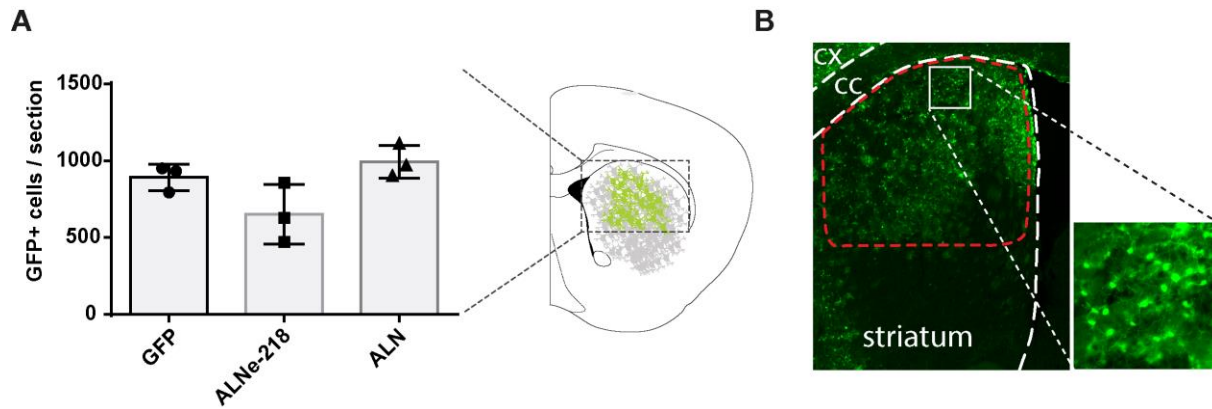 A
GFP+ cells / section
1500
1000
500
0
GFP
ALNe-218
ALN
B
CX
CC
striatum